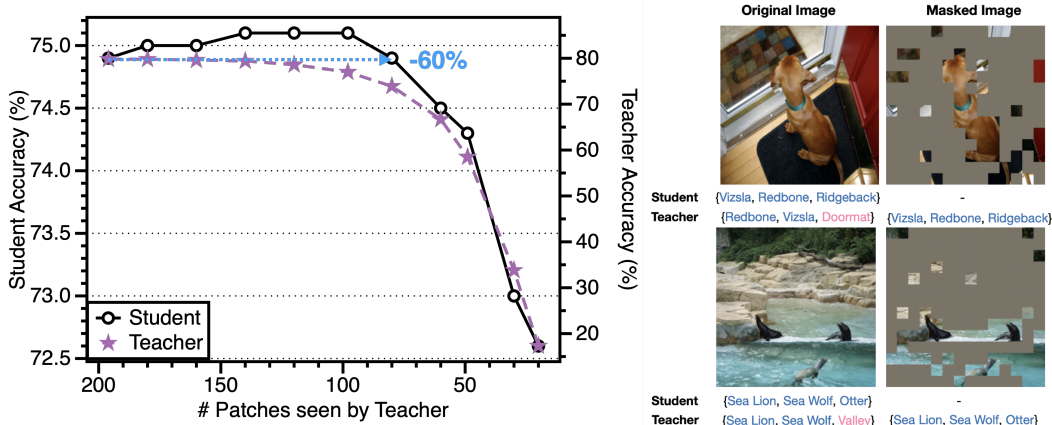 75.0
74.5
74.0
73.5
73.0
72.5
Student Accuracy (%)
80
70
60
50
40
30
20
Teacher Accuracy (%)
-60%
Student
Teacher
200 150 100 50
# Patches seen by Teacher
Original Image Masked Image
Student {Vizsla, Redbone, Ridgeback} -
Teacher {Redbone, Vizsla, Doormat} {Vizsla, Redbone, Ridgeback}
Student {Sea Lion, Sea Wolf, Otter} -
Teacher {Sea Lion, Sea Wolf, Valley} {Sea Lion, Sea Wolf, Otter}